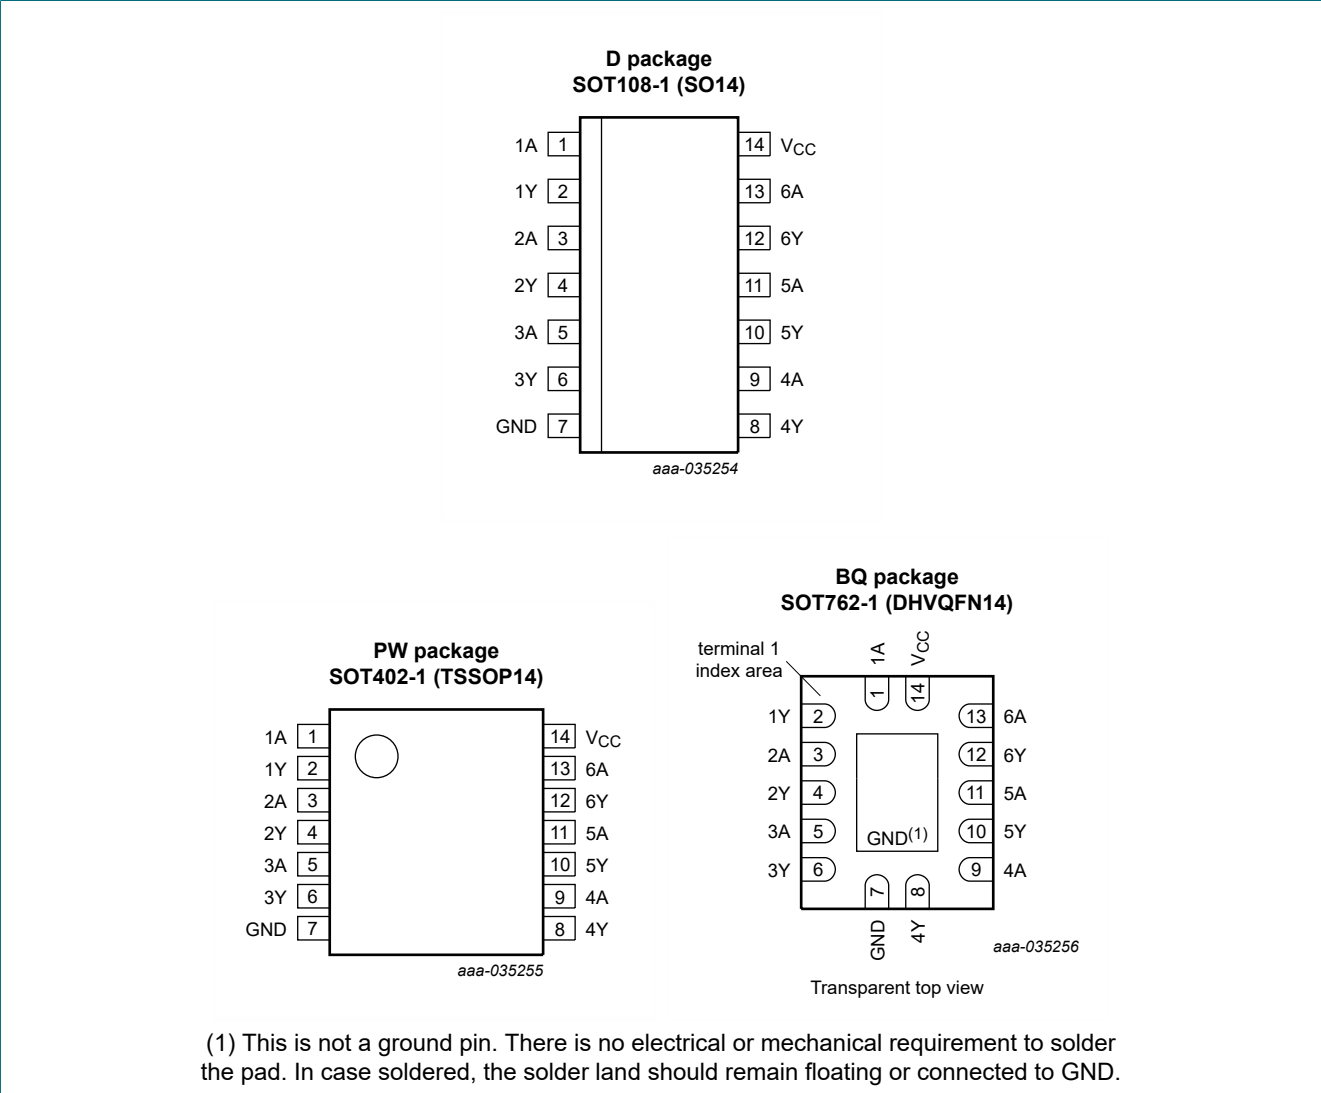 D package
SOT108-1 (SO14)
1A 1 14 VCC
1Y 2 13 6A
2A 3 12 6Y
2Y 4 11 5A
3A 5 10 5Y
3Y 6 9 4A
GND 7 8 4Y
aaa-035254
PW package
SOT402-1 (TSSOP14)
1A 1 14 VCC
1Y 2 13 6A
2A 3 12 6Y
2Y 4 11 5A
3A 5 10 5Y
3Y 6 9 4A
GND 7 8 4Y
aaa-035255
BQ package
SOT762-1 (DHVQFN14)
terminal 1
index area
1A VCC
1 14
1Y 2 13 6A
2A 3 12 6Y
2Y 4 11 5A
3A 5 10 5Y
GND(1)
3Y 6 9 4A
7 8
GND 4Y
aaa-035256
Transparent top view
(1) This is not a ground pin. There is no electrical or mechanical requirement to solder
the pad. In case soldered, the solder land should remain floating or connected to GND.